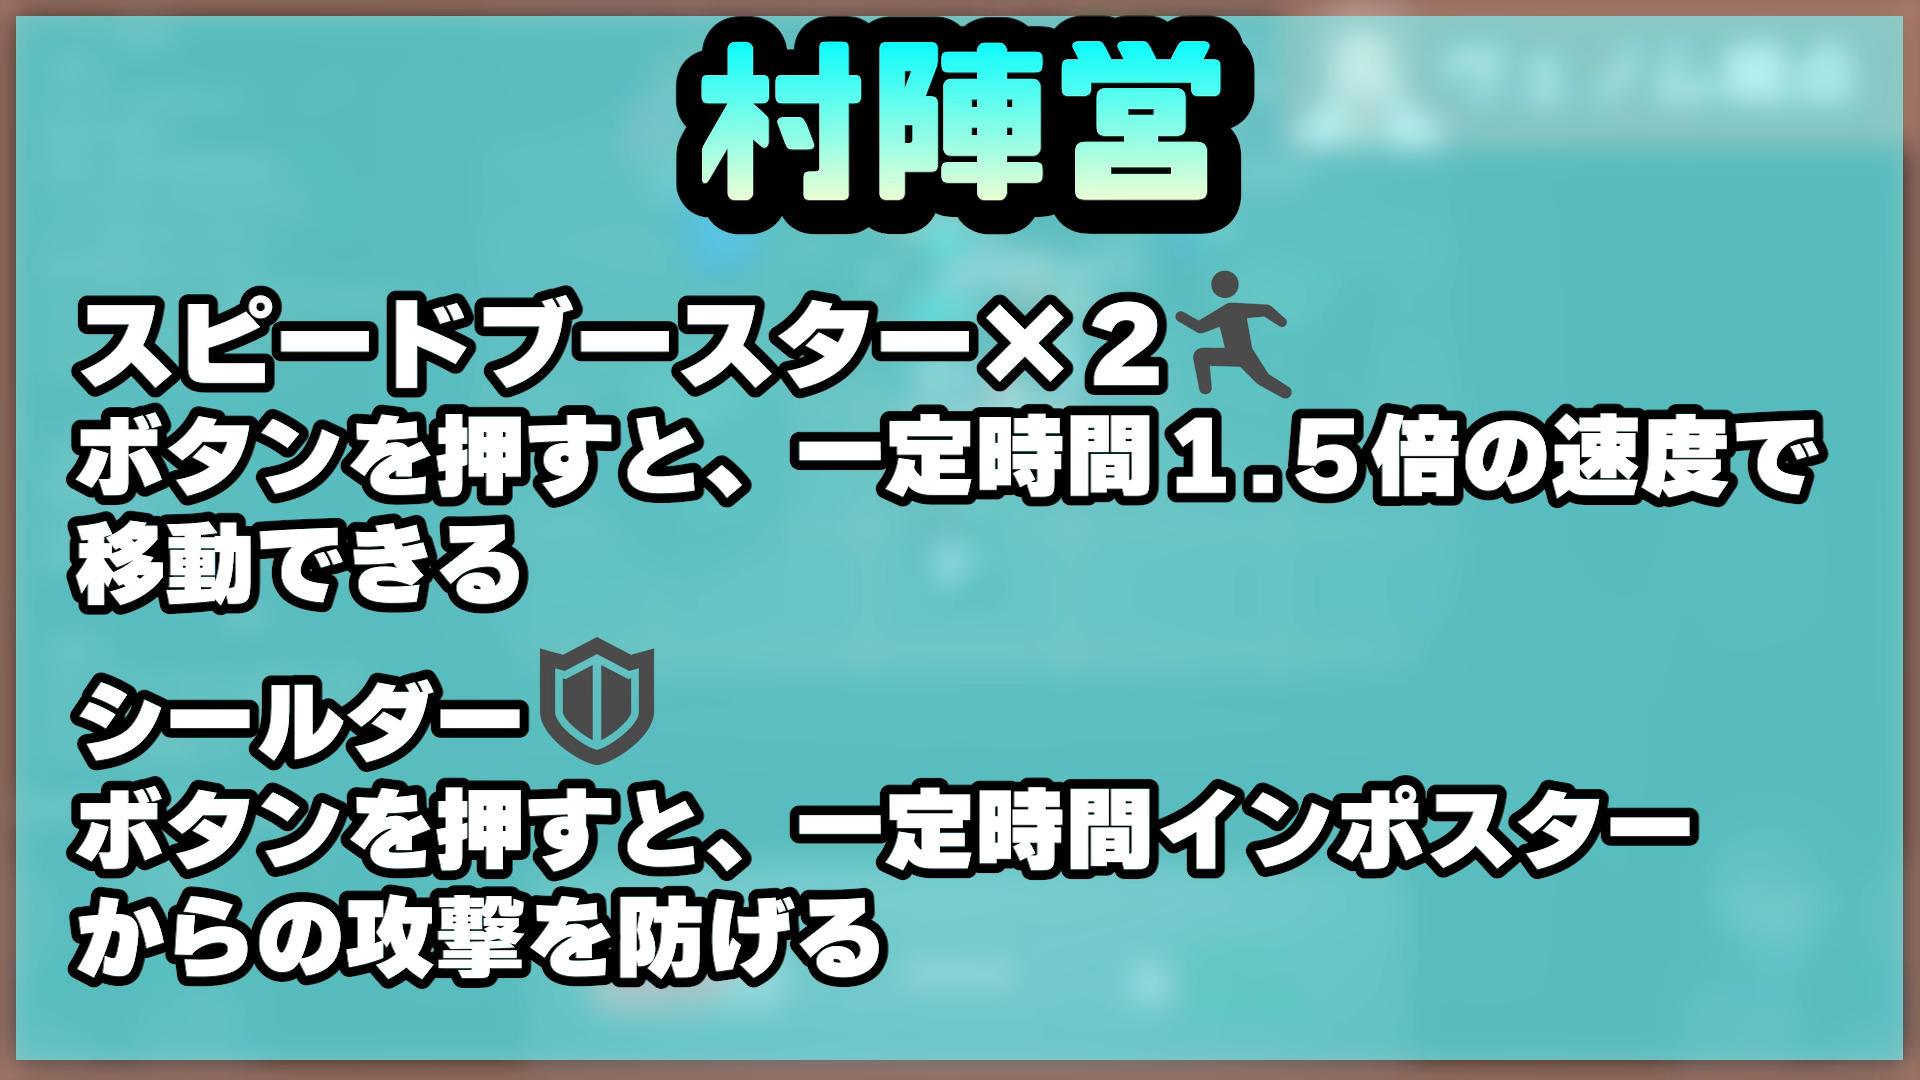 村陣営
スピードブースター×２
ボタンを押すと、一定時間１.５倍の速度で
移動できる
シールダー
ボタンを押すと、一定時間インポスター
からの攻撃を防げる